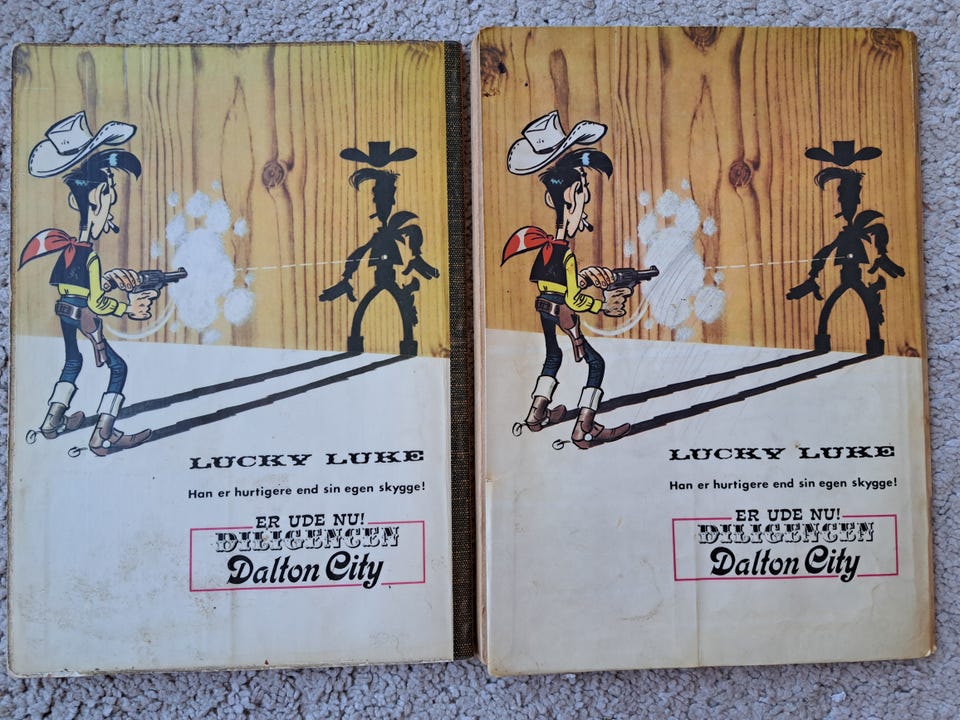 LUCKY LUKE
Han er hurtigere end sin egen skygge!
ER UDE NU!
DILIGENCEN
Dalton City
LUCKY LUKE
Han er hurtigere end sin egen skygge!
ER UDE NU!
DILIGENCEN
Dalton City